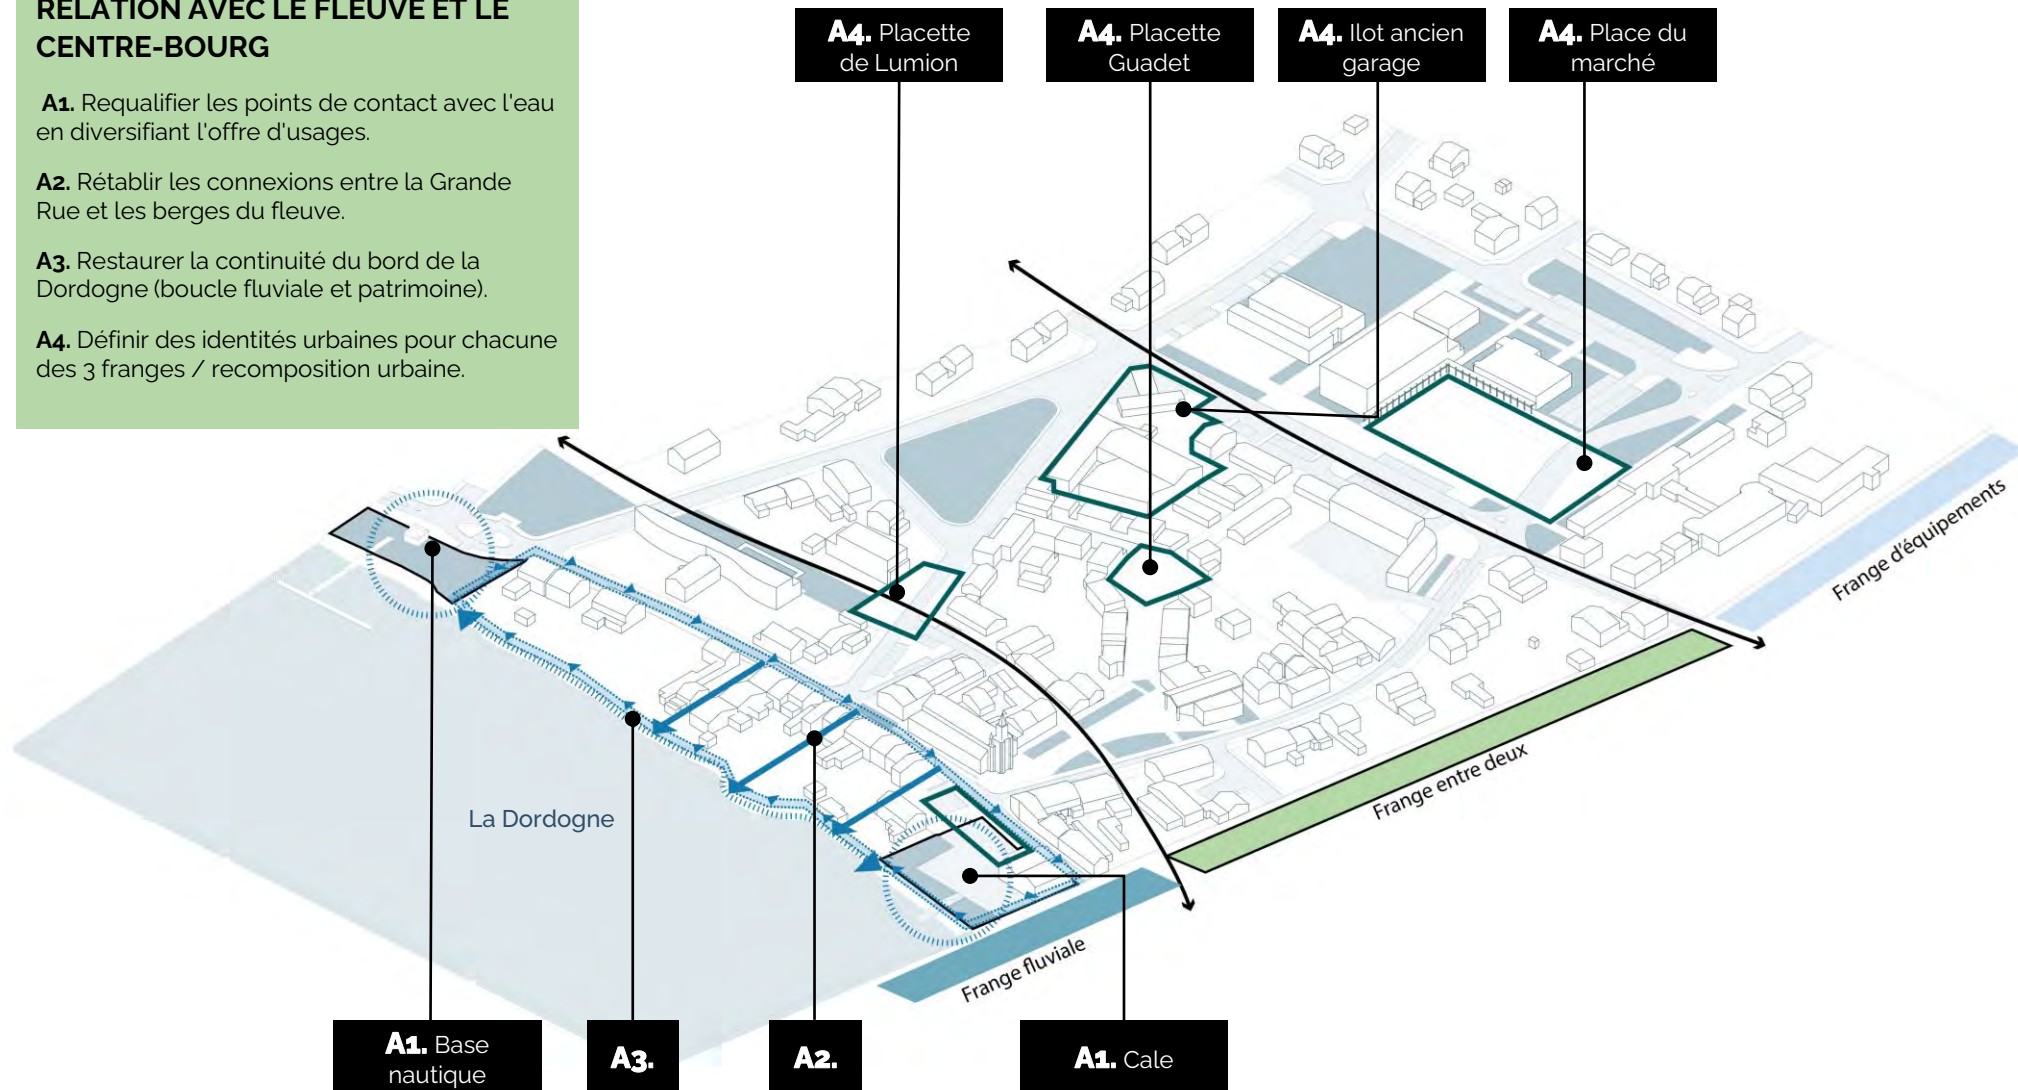 RELATION AVEC LE FLEUVE ET LE
CENTRE-BOURG
A1. Requalifier les points de contact avec l'eau
en diversifiant l'offre d'usages.
A2. Rétablir les connexions entre la Grande
Rue et les berges du fleuve.
A3. Restaurer la continuité du bord de la
Dordogne (boucle fluviale et patrimoine).
A4. Définir des identités urbaines pour chacune
des 3 franges / recomposition urbaine.
A4. Placette
de Lumion
A4. Placette
Guadet
A4. Ilot ancien
garage
A4. Place du
marché
Frange d'équipements
Frange entre deux
Frange fluviale
La Dordogne
A1. Base
nautique
A3.
A2.
A1. Cale